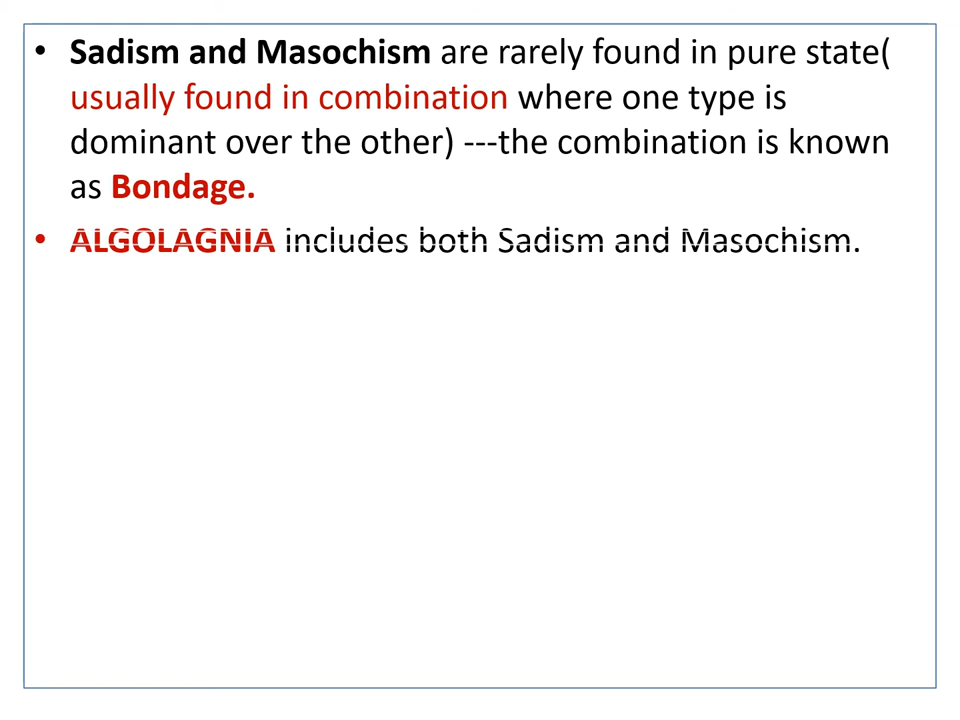 • Sadism and Masochism are rarely found in pure state(
usually found in combination where one type is
dominant over the other) ---the combination is known
as Bondage.
• ALGOLAGNIA includes both Sadism and Masochism.